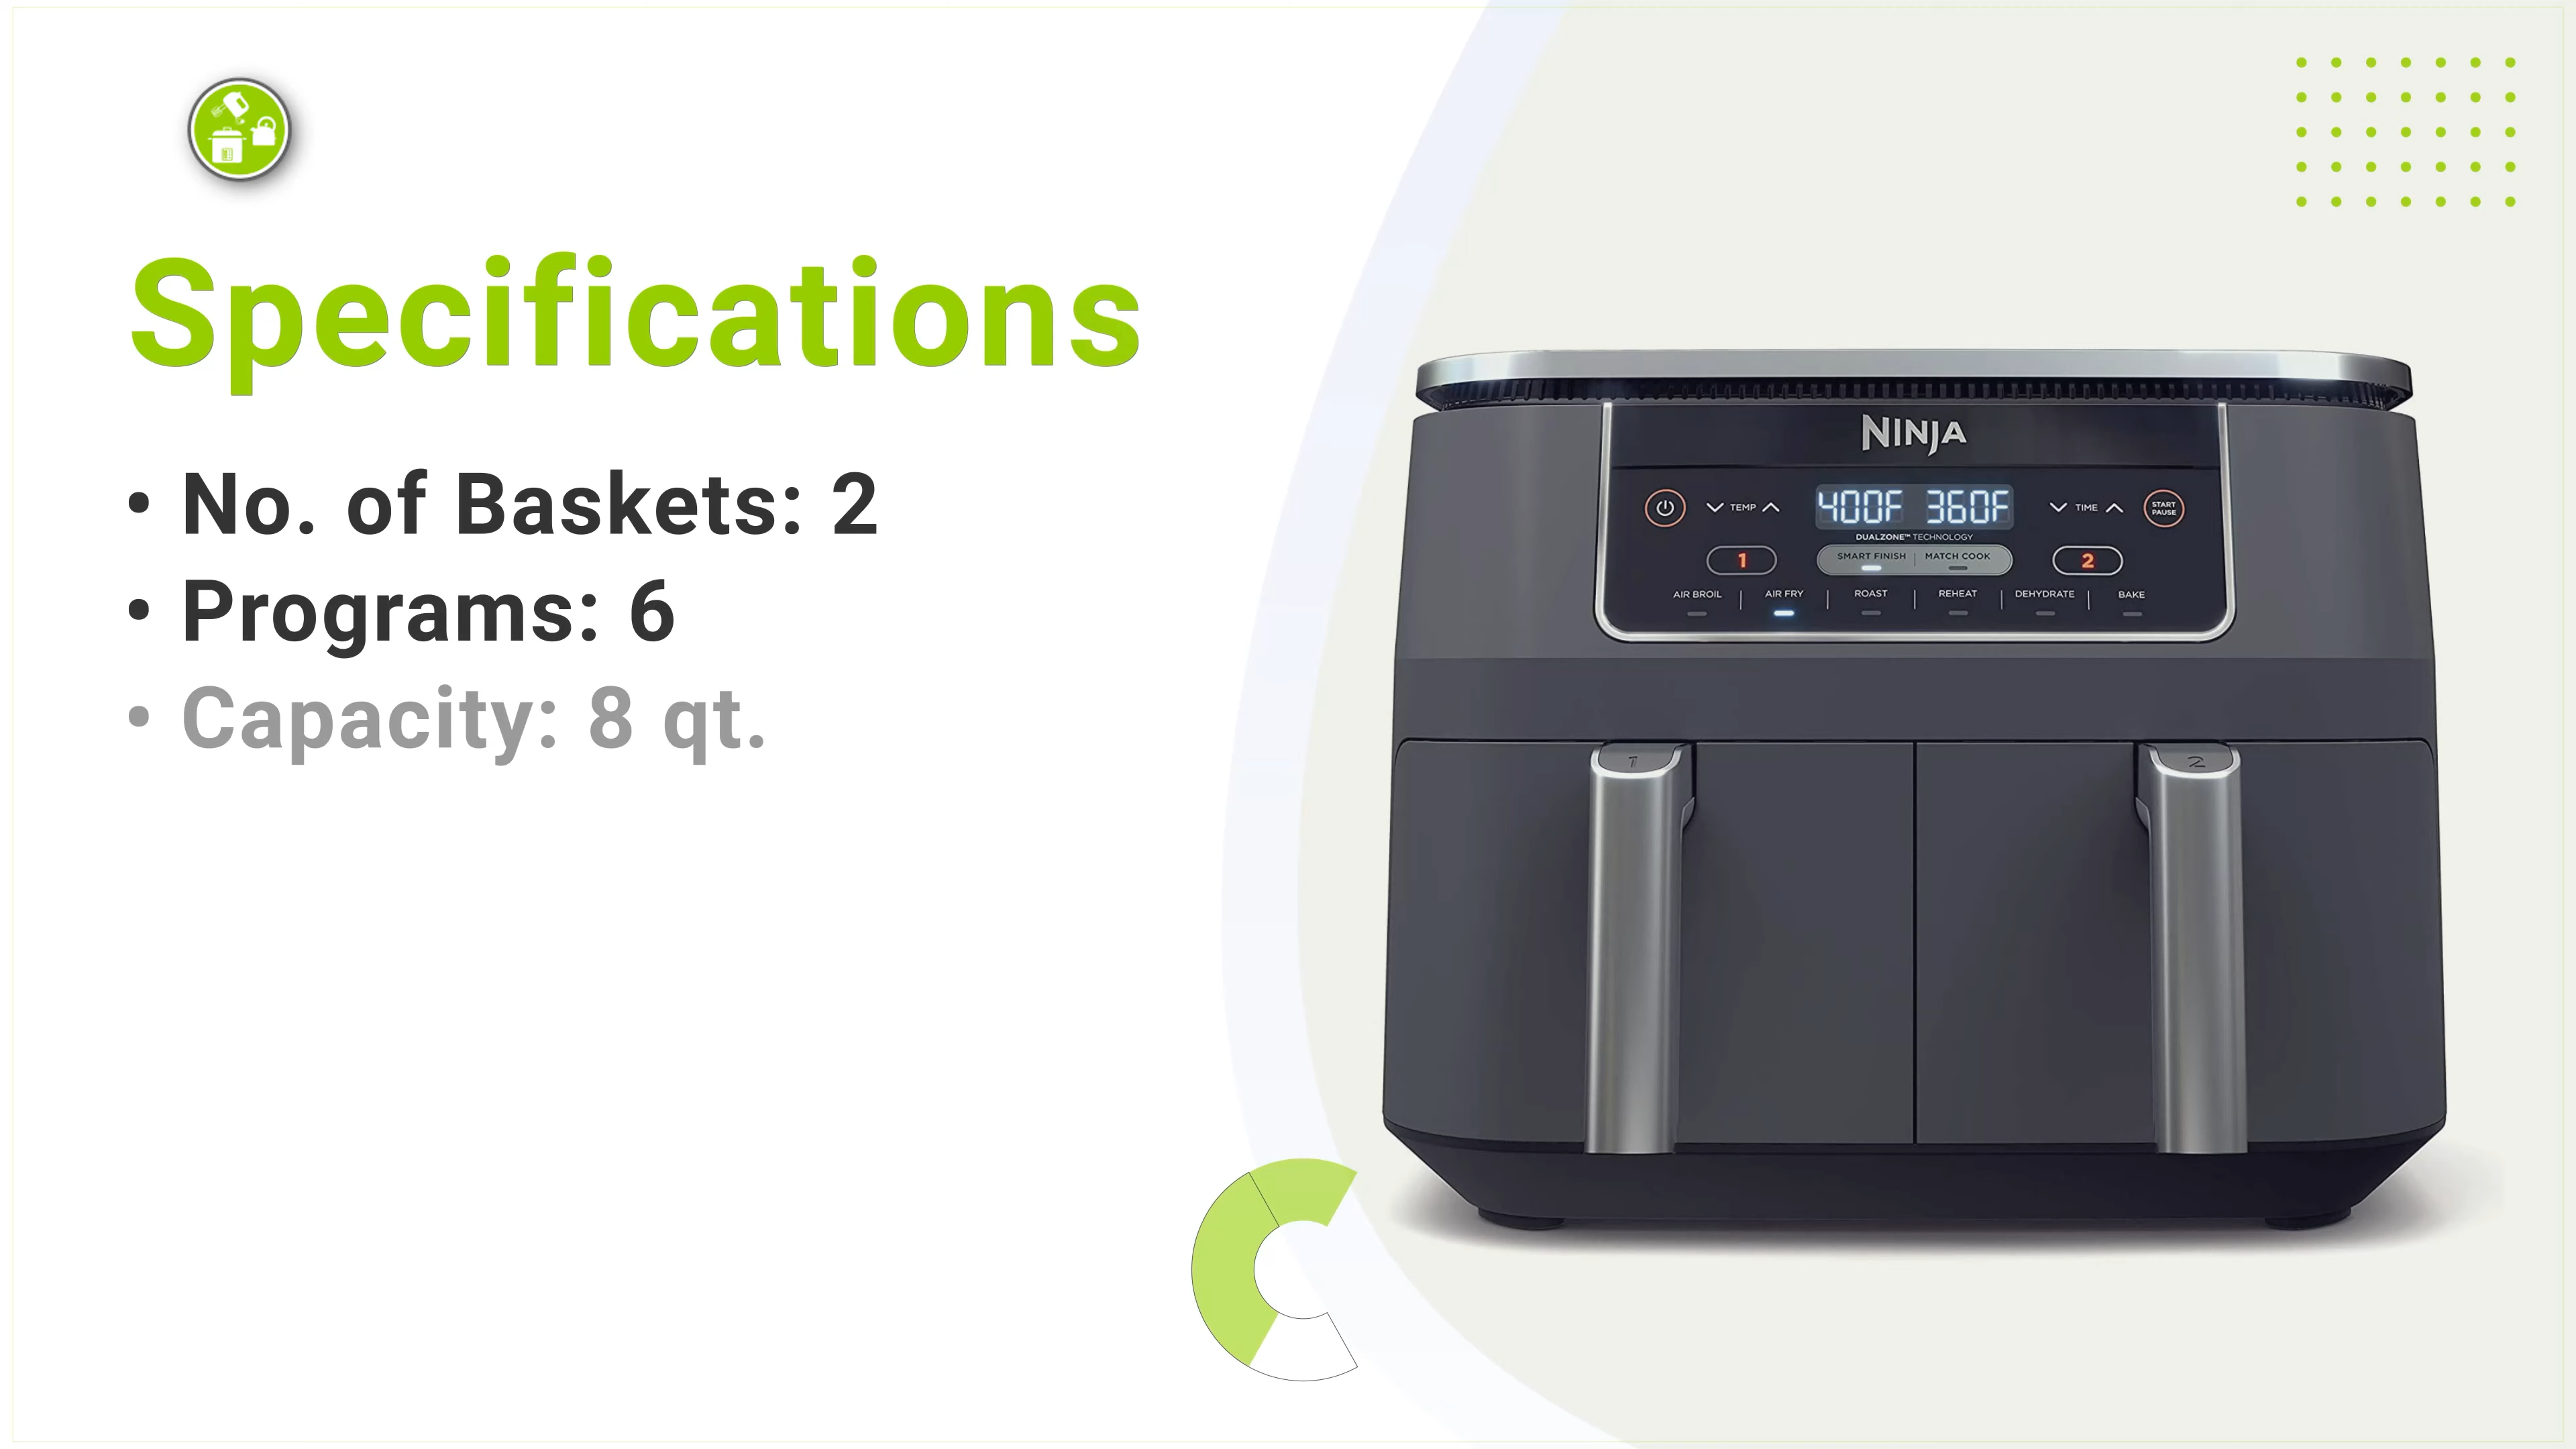 Specifications
• No. of Baskets: 2
• Programs: 6
• Capacity: 8 qt.
NINJA
TEMP
400F 360F
TIME
START
PAUSE
DUALZONE™ TECHNOLOGY
1
SMART FINISH | MATCH COOK
2
AIR BROIL | AIR FRY | ROAST | REHEAT | DEHYDRATE | BAKE
1
2